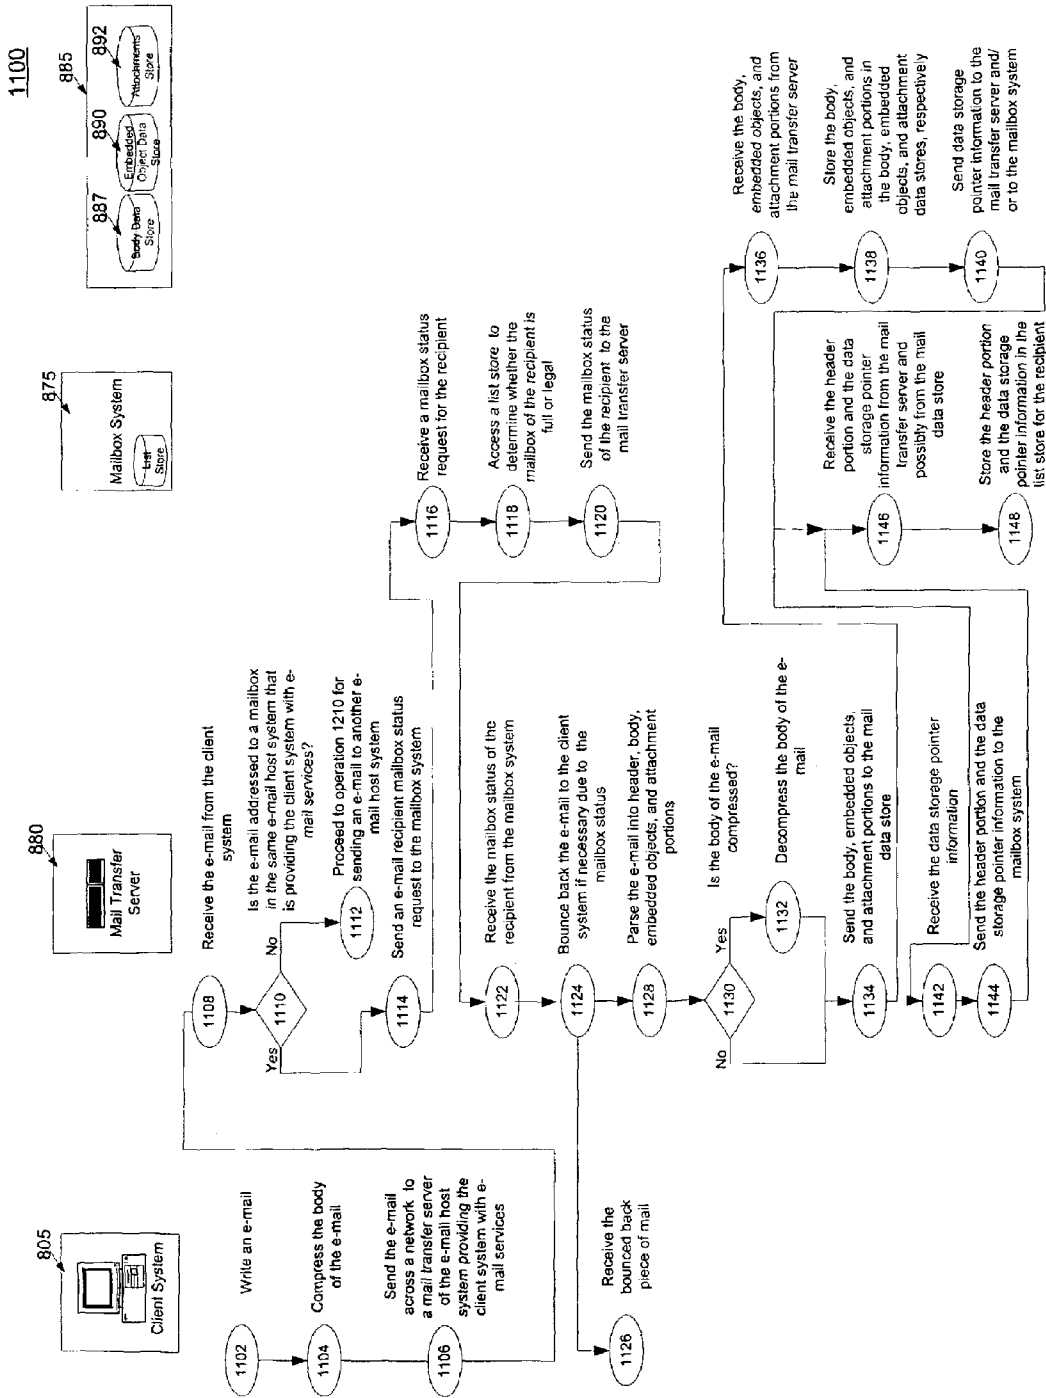 1100
805
Client System
880
Mail Transfer
Server
875
Mailbox System
List
Store
885
887
890
892
Body Data
Store
Embedded
Object Data
Store
Attachments
Store
1102
Write an e-mail
1104
Compress the body
of the e-mail
1106
Send the e-mail
across a network to
a mail transfer server
of the e-mail host
system providing the
client system with e-
mail services
1108
Receive the e-mail from the client
system
1110
Is the e-mail addressed to a mailbox
in the same e-mail host system that
is providing the client system with e-
mail services?
Yes
No
1112
Proceed to operation 1210 for
sending an e-mail to another e-
mail host system
1114
Send an e-mail recipient mailbox status
request to the mailbox system
1116
Receive a mailbox status
request for the recipient
1118
Access a list store to
determine whether the
mailbox of the recipient is
full or legal
1120
Send the mailbox status
of the recipient to the
mail transfer server
1122
Receive the mailbox status of the
recipient from the mailbox system
1124
Bounce back the e-mail to the client
system if necessary due to the
mailbox status
1126
Receive the
bounced back
piece of mail
1128
Parse the e-mail into header, body,
embedded objects, and attachment
portions
1130
Is the body of the e-mail
compressed?
No
Yes
1132
Decompress the body of the e-
mail
1134
Send the body, embedded objects,
and attachment portions to the mail
data store
1136
Receive the body,
embedded objects, and
attachment portions from
the mail transfer server
1138
Store the body,
embedded objects, and
attachment portions in
the body, embedded
objects, and attachment
data stores, respectively
1140
Send data storage
pointer information to the
mail transfer server and/
or to the mailbox system
1142
Receive the data storage pointer
information
1144
Send the header portion and the data
storage pointer information to the
mailbox system
1146
Receive the header
portion and the data
storage pointer
information from the mail
transfer server and
possibly from the mail
data store
1148
Store the header portion
and the data storage
pointer information in the
list store for the recipient